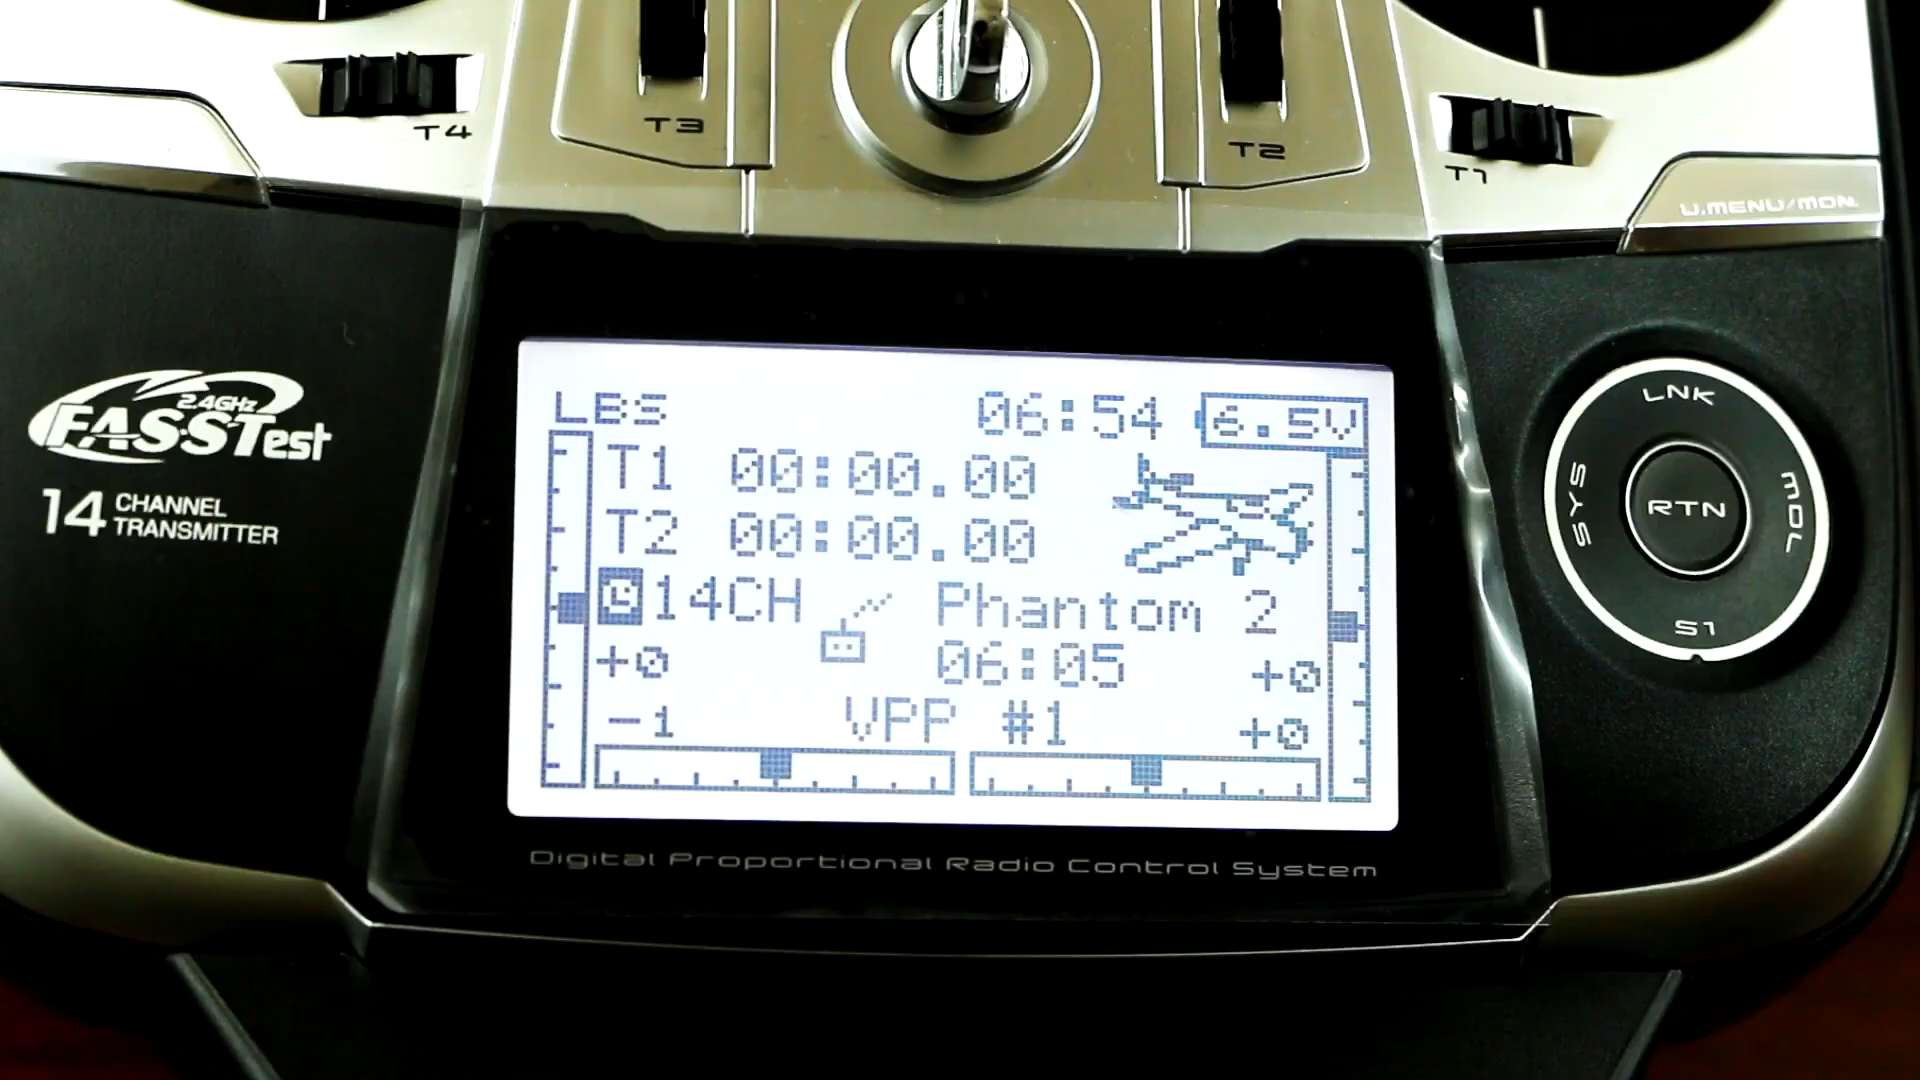 T4
T3
T2
T1
U.MENU/MON.
2.4GHz
FASSTest
14 CHANNEL
TRANSMITTER
LBS 06:54 6.5V
T1 00:00.00
T2 00:00.00
14CH Phantom 2
+0 06:05 +0
-1 VPP #1 +0
Digital Proportional Radio Control System
LNK
SYS
RTN
MDL
S1